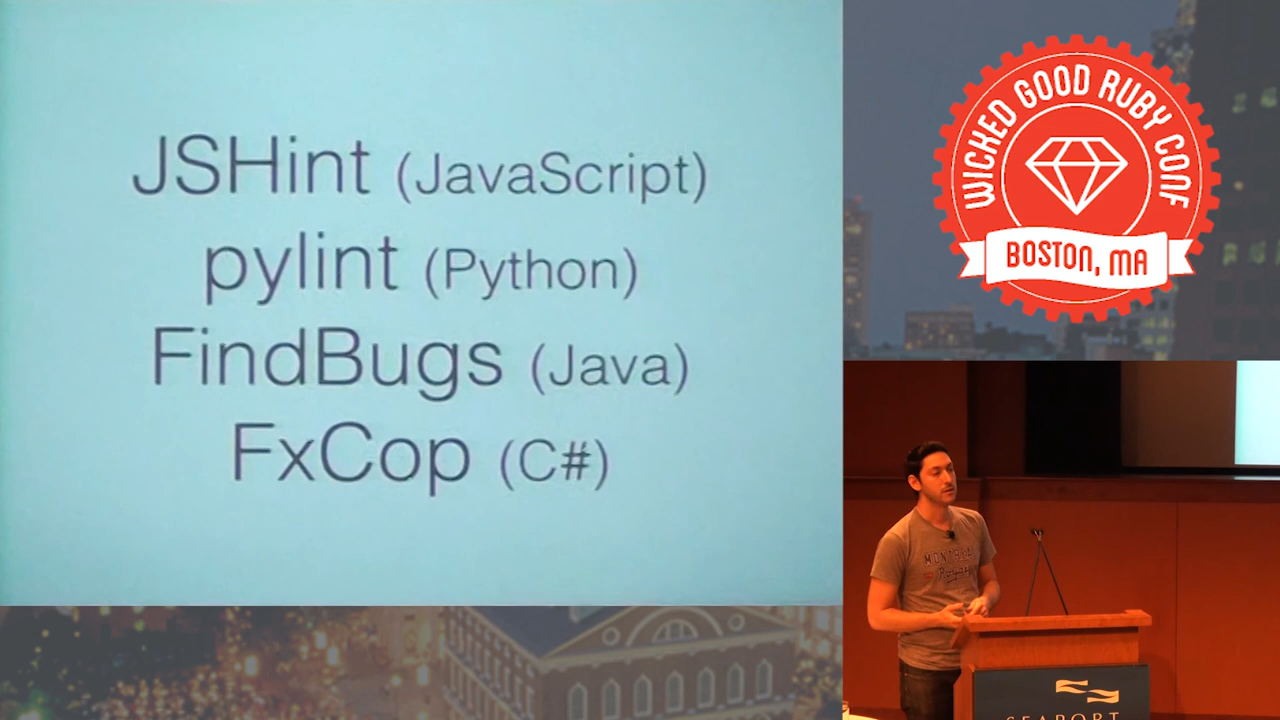 JSHint (JavaScript)
pylint (Python)
FindBugs (Java)
FxCop (C#)
WICKED GOOD RUBY CONF
BOSTON, MA
SEAPORT